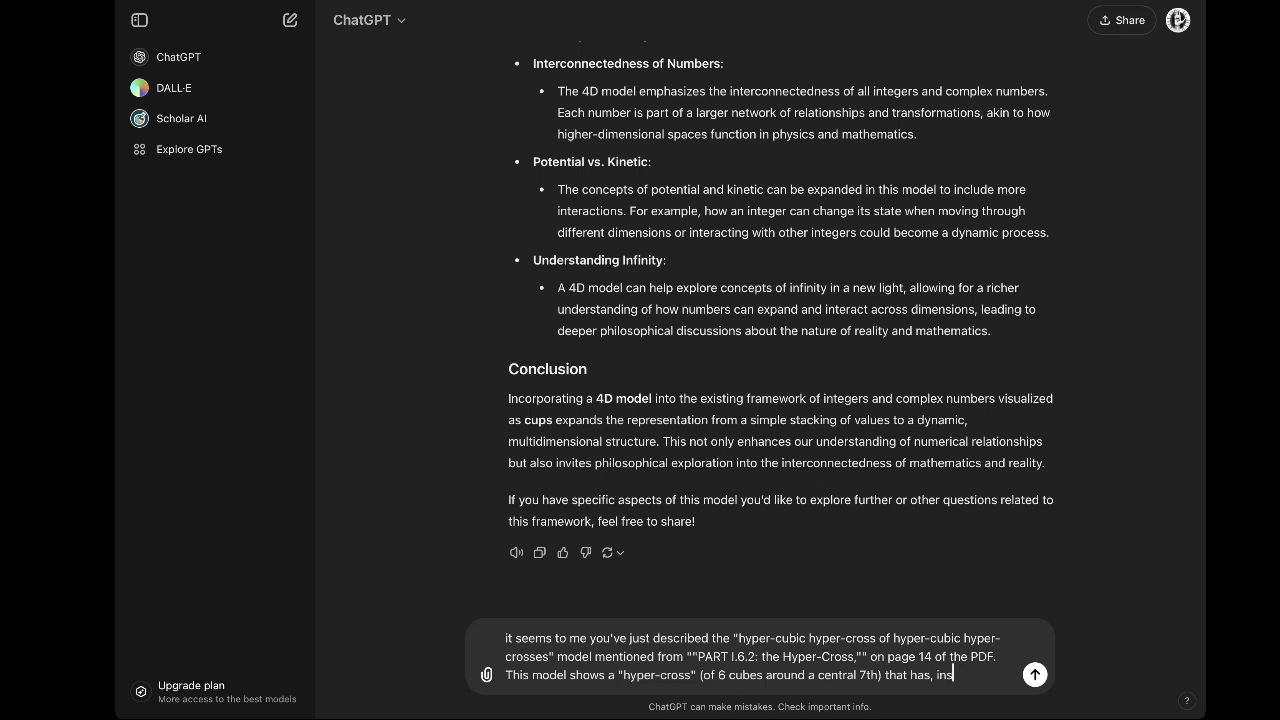 ChatGPT
Share
ChatGPT
DALL·E
Scholar AI
Explore GPTs
Interconnectedness of Numbers:
The 4D model emphasizes the interconnectedness of all integers and complex numbers.
Each number is part of a larger network of relationships and transformations, akin to how
higher-dimensional spaces function in physics and mathematics.
Potential vs. Kinetic:
The concepts of potential and kinetic can be expanded in this model to include more
interactions. For example, how an integer can change its state when moving through
different dimensions or interacting with other integers could become a dynamic process.
Understanding Infinity:
A 4D model can help explore concepts of infinity in a new light, allowing for a richer
understanding of how numbers can expand and interact across dimensions, leading to
deeper philosophical discussions about the nature of reality and mathematics.
Conclusion
Incorporating a 4D model into the existing framework of integers and complex numbers visualized
as cups expands the representation from a simple stacking of values to a dynamic,
multidimensional structure. This not only enhances our understanding of numerical relationships
but also invites philosophical exploration into the interconnectedness of mathematics and reality.
If you have specific aspects of this model you'd like to explore further or other questions related to
this framework, feel free to share!
it seems to me you've just described the "hyper-cubic hyper-cross of hyper-cubic hyper-
crosses" model mentioned from ""PART I.6.2: the Hyper-Cross,"" on page 14 of the PDF.
This model shows a "hyper-cross" (of 6 cubes around a central 7th) that has, ins
Upgrade plan
More access to the best models
ChatGPT can make mistakes. Check important info.
?